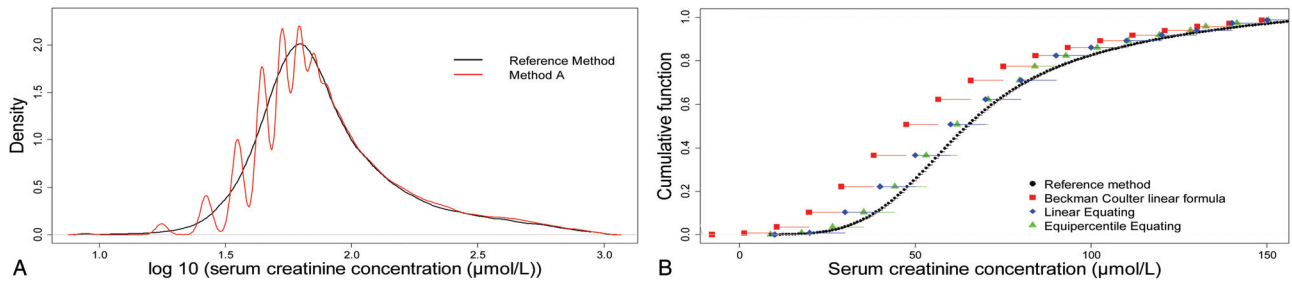 Density
2.0
1.5
1.0
0.5
0.0
Reference Method
Method A
1.0
1.5
2.0
2.5
3.0
A
log 10 (serum creatinine concentration (µmol/L))
Cumulative function
1.0
0.8
0.6
0.4
0.2
0.0
Reference method
Beckman Coulter linear formula
Linear Equating
Equipercentile Equating
0
50
100
150
B
Serum creatinine concentration (µmol/L)